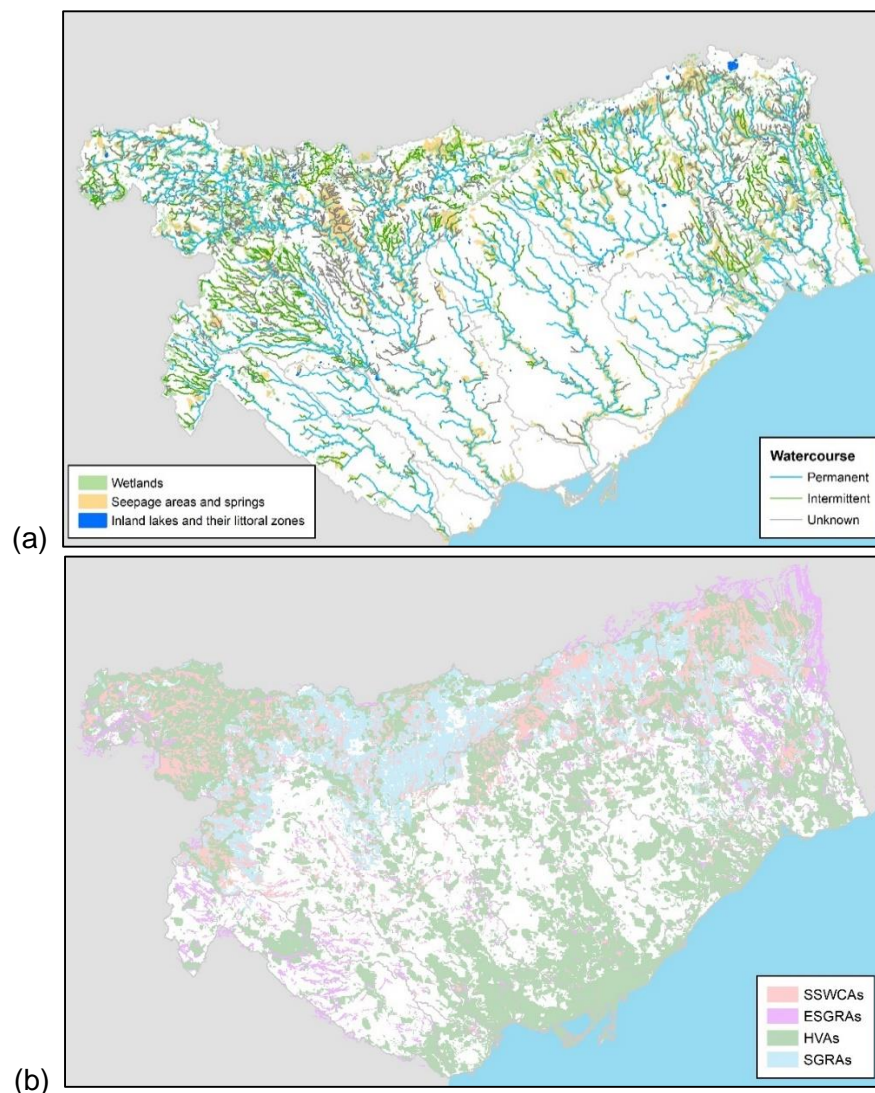 Wetlands
Seepage areas and springs
Inland lakes and their littoral zones
Watercourse
Permanent
Intermittent
Unknown
(a)
SSWCAs
ESGRAs
HVAs
SGRAs
(b)